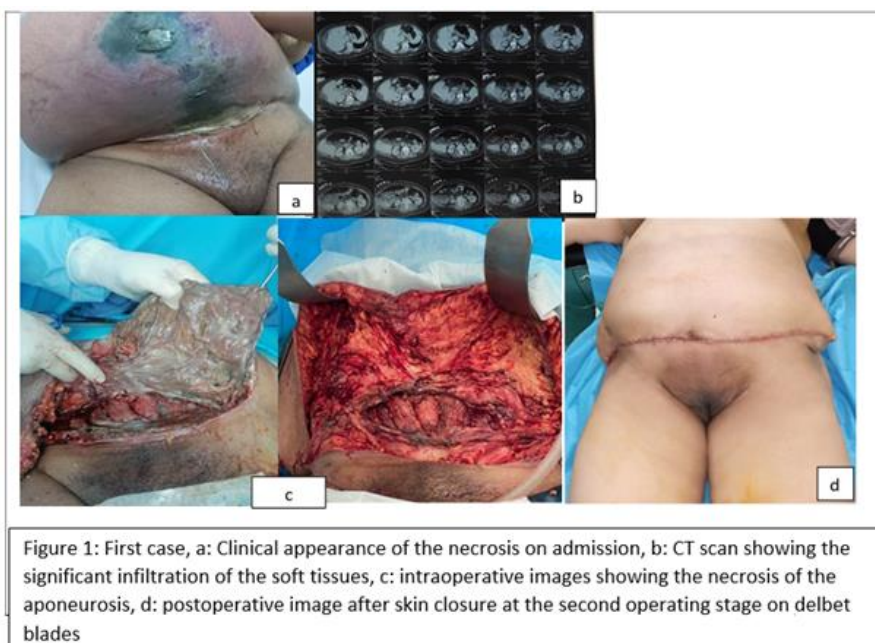 a
b
c
d
Figure 1: First case, a: Clinical appearance of the necrosis on admission, b: CT scan showing the
significant infiltration of the soft tissues, c: intraoperative images showing the necrosis of the
aponeurosis, d: postoperative image after skin closure at the second operating stage on delbet
blades